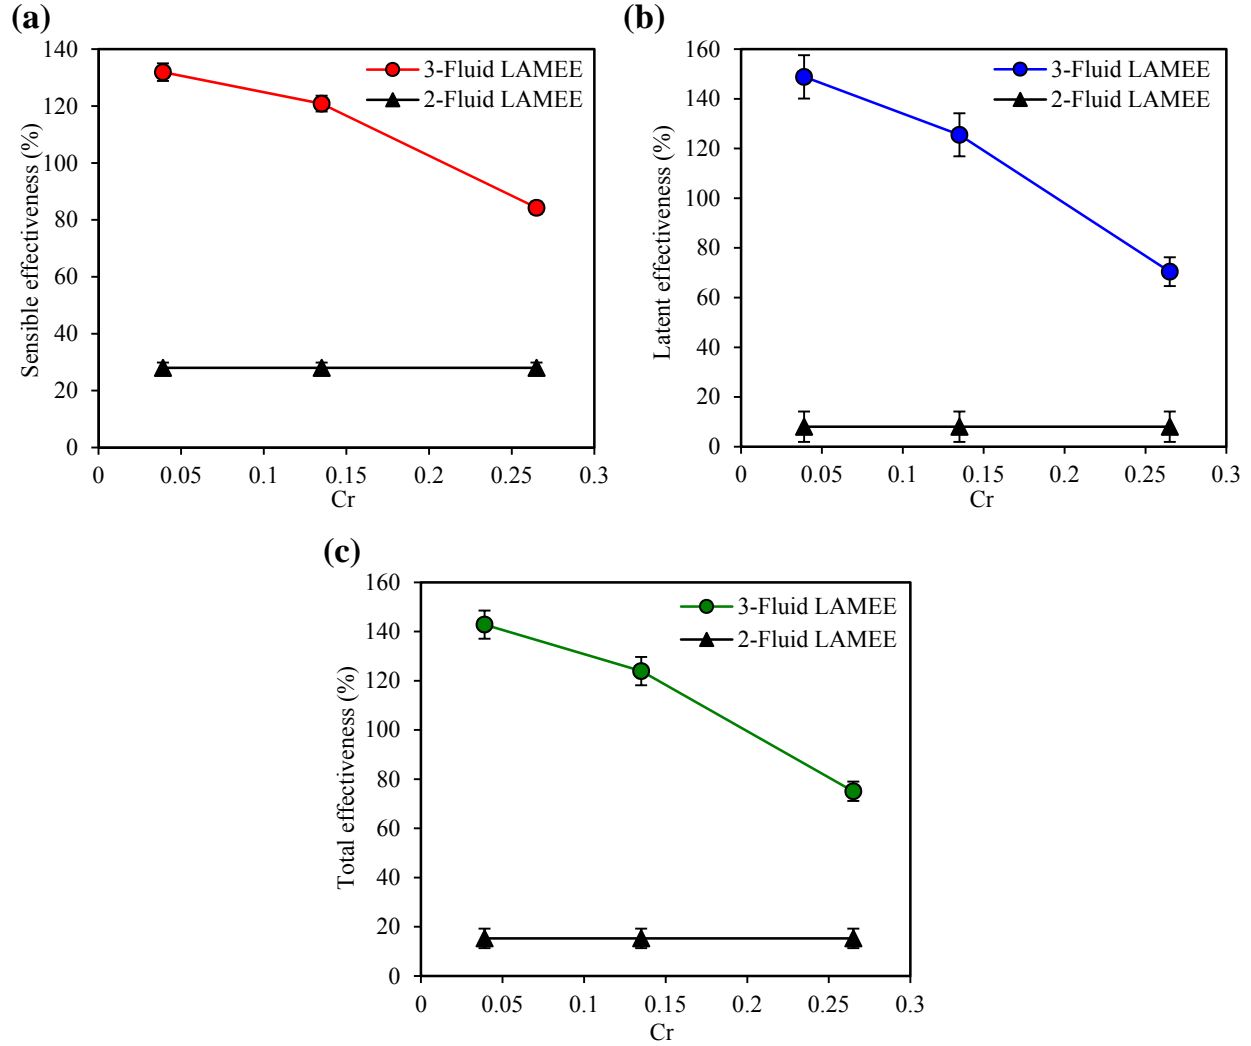 (a)
140
120
100
80
60
40
20
0
Sensible effectiveness (%)
3-Fluid LAMEE
2-Fluid LAMEE
0 0.05 0.1 0.15 0.2 0.25 0.3
Cr
(b)
160
140
120
100
80
60
40
20
0
Latent effectiveness (%)
3-Fluid LAMEE
2-Fluid LAMEE
0 0.05 0.1 0.15 0.2 0.25 0.3
Cr
(c)
160
140
120
100
80
60
40
20
0
Total effectiveness (%)
3-Fluid LAMEE
2-Fluid LAMEE
0 0.05 0.1 0.15 0.2 0.25 0.3
Cr